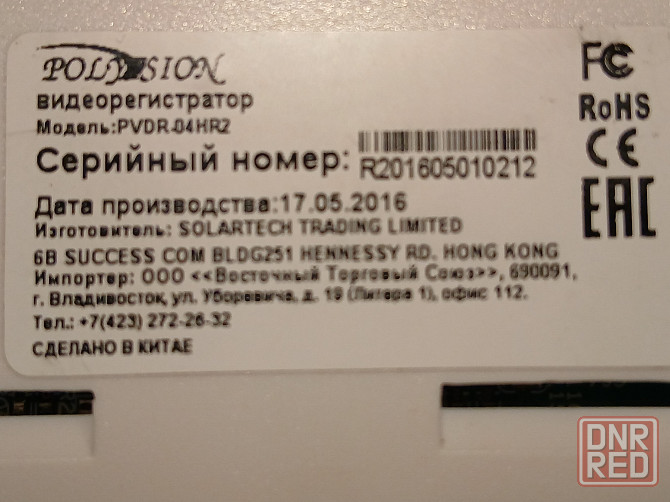 POLYVISION
видеорегистратор
Модель:PVDR-04HR2
Серийный номер: R201605010212
Дата производства:17.05.2016
Изготовитель: SOLARTECH TRADING LIMITED
6B SUCCESS COM BLDG251 HENNESSY RD. HONG KONG
Импортер: ООО <<Восточный Торговый Союз>>, 690091,
г. Владивосток, ул. Уборевича, д. 19 (Литера 1), офис 112.
Тел.: +7(423) 272-26-32
СДЕЛАНО В КИТАЕ
FC
RoHS
CE
EAC
DNR
RED